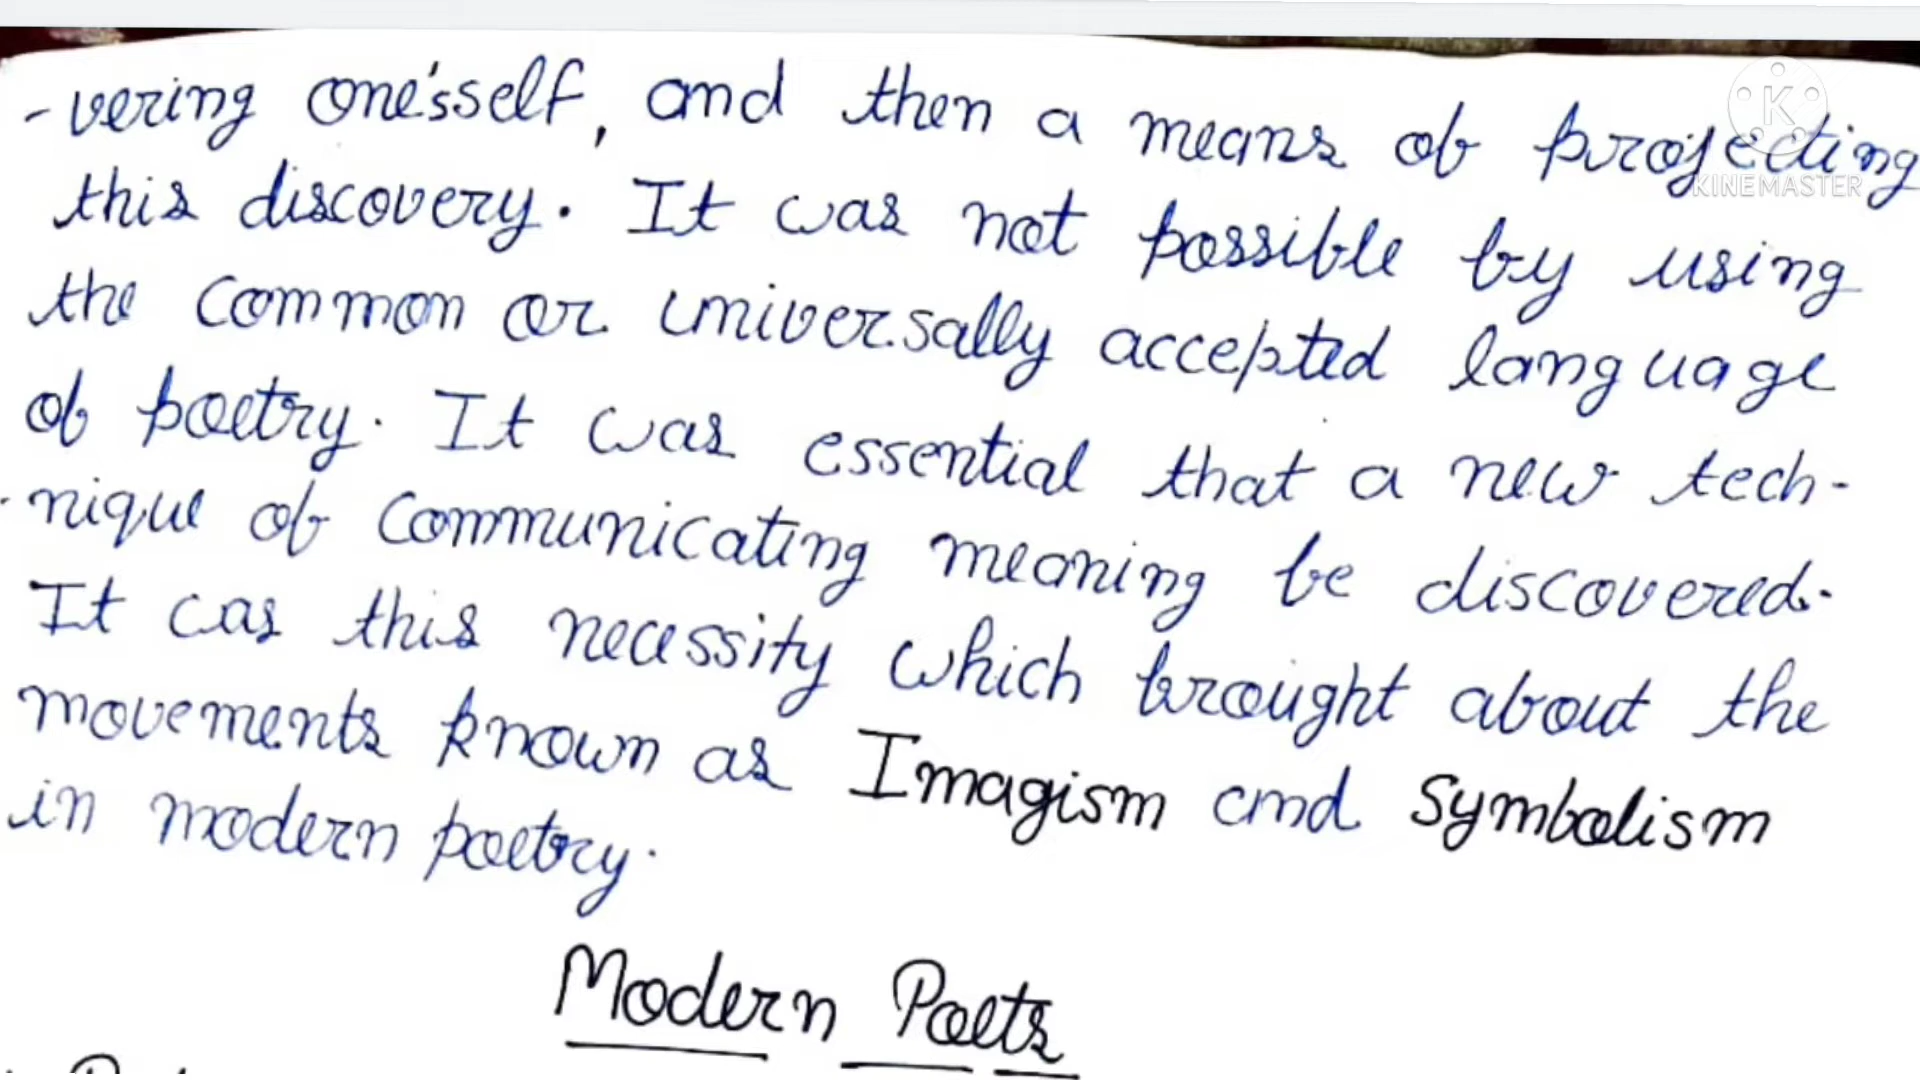 -vering one'sself, and then a means of projecting
this discovery. It was not possible by using
the common or universally accepted language
of poetry. It was essential that a new tech-
-nique of communicating meaning be discovered.
It cas this necessity which brought about the
movements known as Imagism and Symbolism
in modern poetry.
Modern Poets
K
KINEMASTER